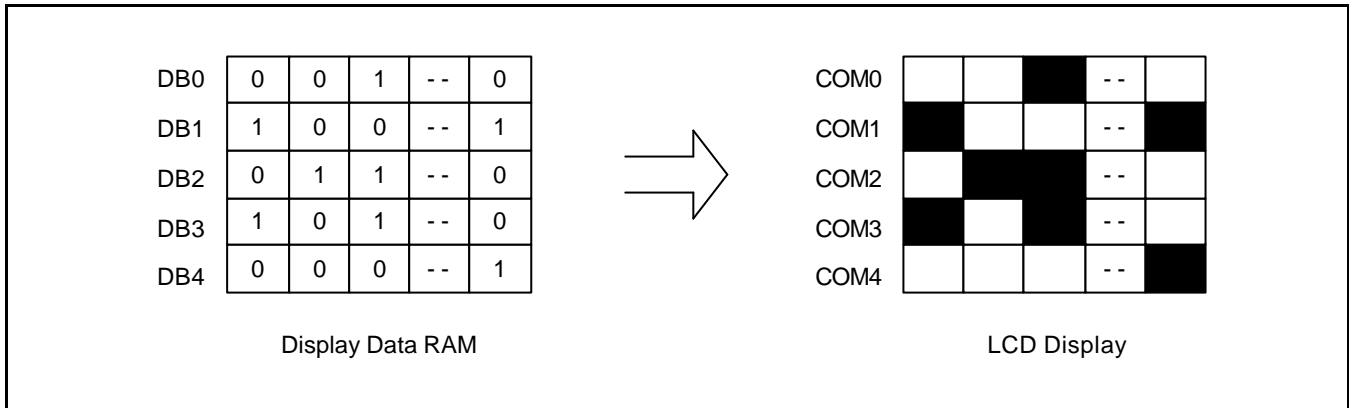 DB0 0 0 1 - - 0 COM0 - -
DB1 1 0 0 - - 1 COM1 - -
DB2 0 1 1 - - 0 COM2 - -
DB3 1 0 1 - - 0 COM3 - -
DB4 0 0 0 - - 1 COM4 - -
Display Data RAM LCD Display